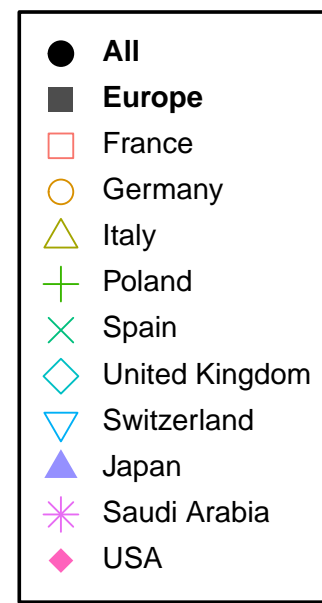 All
Europe
France
Germany
Italy
Poland
Spain
United Kingdom
Switzerland
Japan
Saudi Arabia
USA